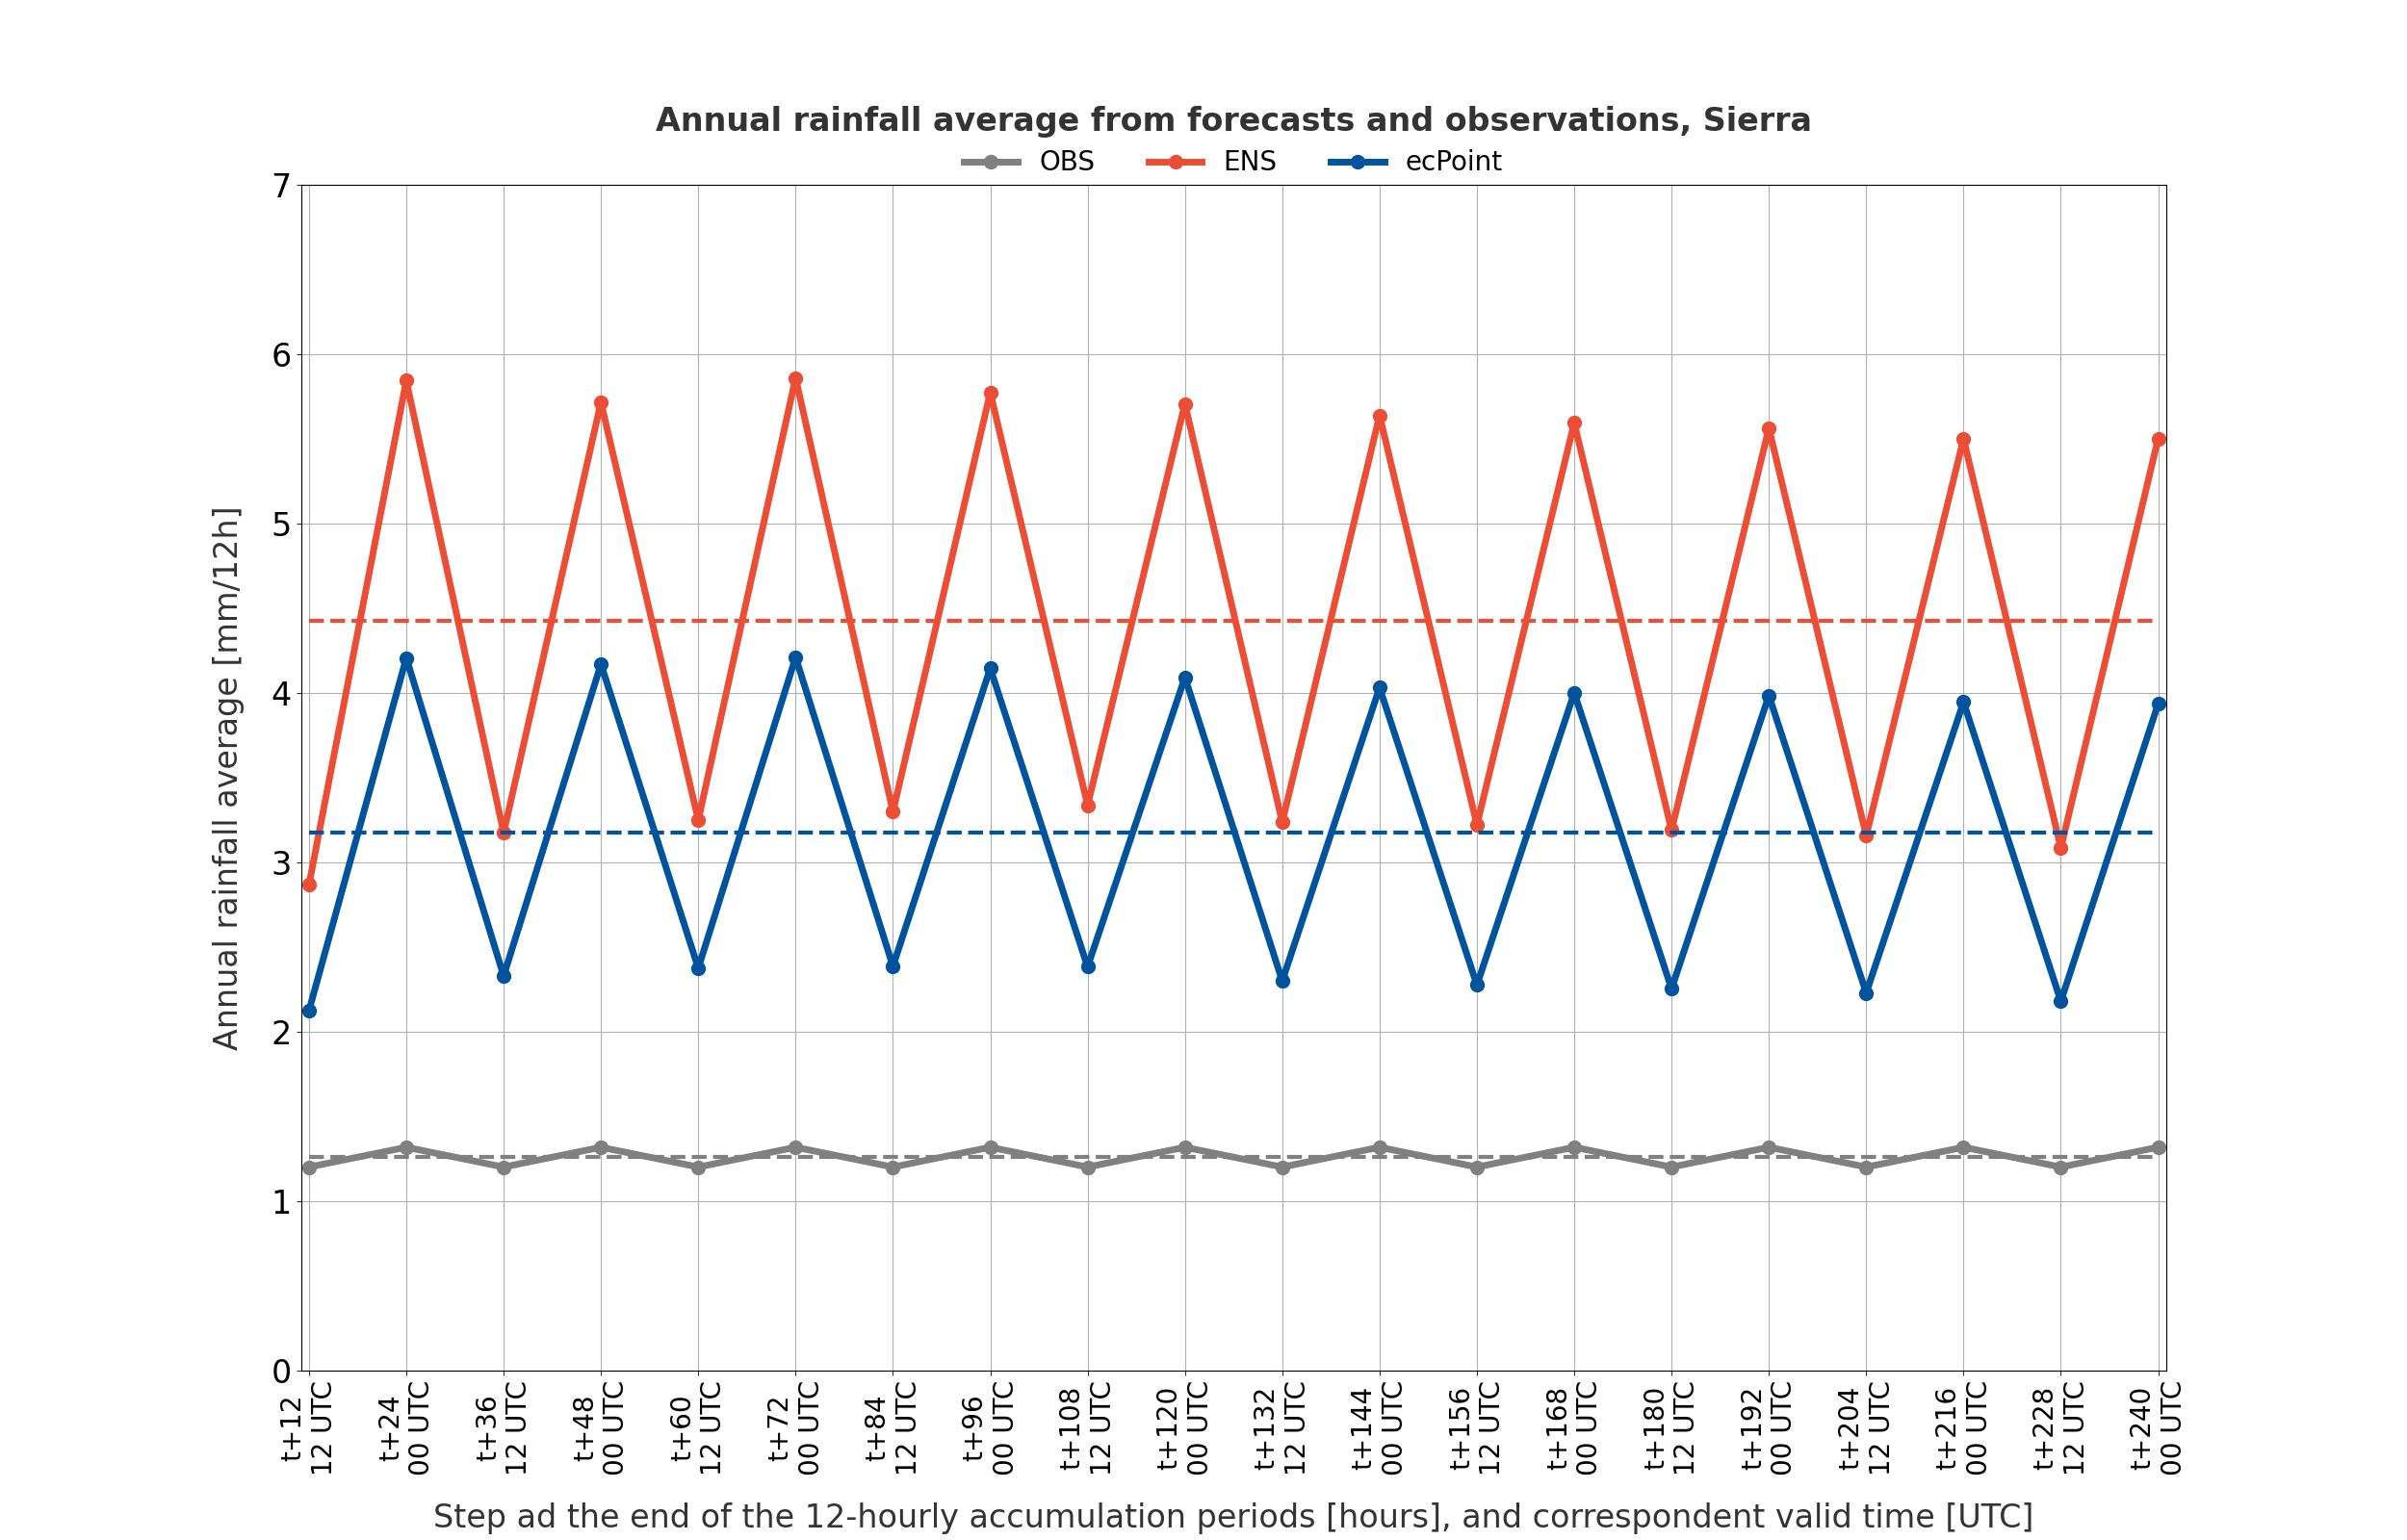 Annual rainfall average from forecasts and observations, Sierra
OBS
ENS
ecPoint
Annual rainfall average [mm/12h]
7
6
5
4
3
2
1
0
t+12
12 UTC
t+24
00 UTC
t+36
12 UTC
t+48
00 UTC
t+60
12 UTC
t+72
00 UTC
t+84
12 UTC
t+96
00 UTC
t+108
12 UTC
t+120
00 UTC
t+132
12 UTC
t+144
00 UTC
t+156
12 UTC
t+168
00 UTC
t+180
12 UTC
t+192
00 UTC
t+204
12 UTC
t+216
00 UTC
t+228
12 UTC
t+240
00 UTC
Step ad the end of the 12-hourly accumulation periods [hours], and correspondent valid time [UTC]